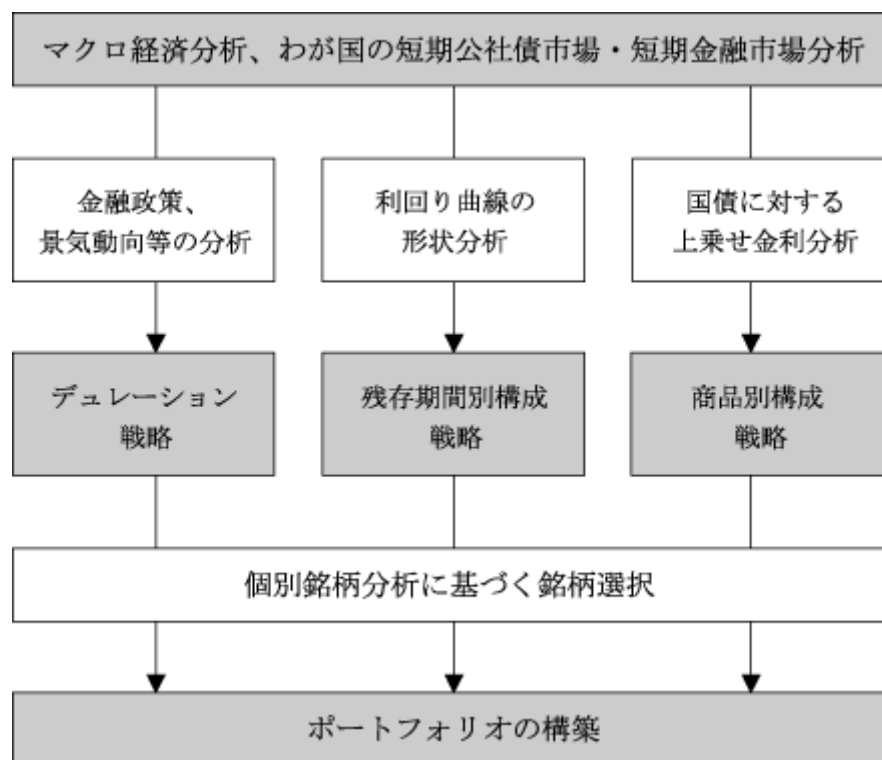 マクロ経済分析、わが国の短期公社債市場・短期金融市場分析
金融政策、
景気動向等の分析
利回り曲線の
形状分析
国債に対する
上乗せ金利分析
デュレーション
戦略
残存期間別構成
戦略
商品別構成
戦略
個別銘柄分析に基づく銘柄選択
ポートフォリオの構築